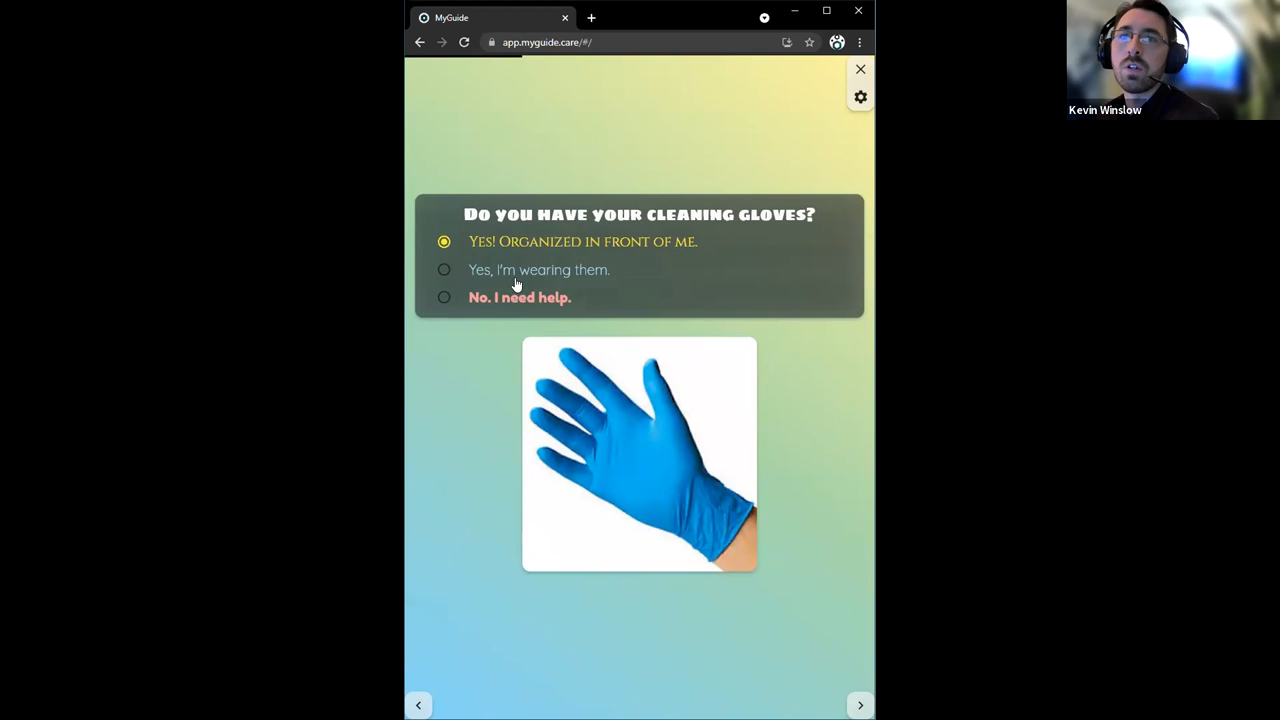 MyGuide
app.myguide.care/#/
Kevin Winslow
Do you have your cleaning gloves?
Yes! Organized in front of me.
Yes, I'm wearing them.
No. I need help.